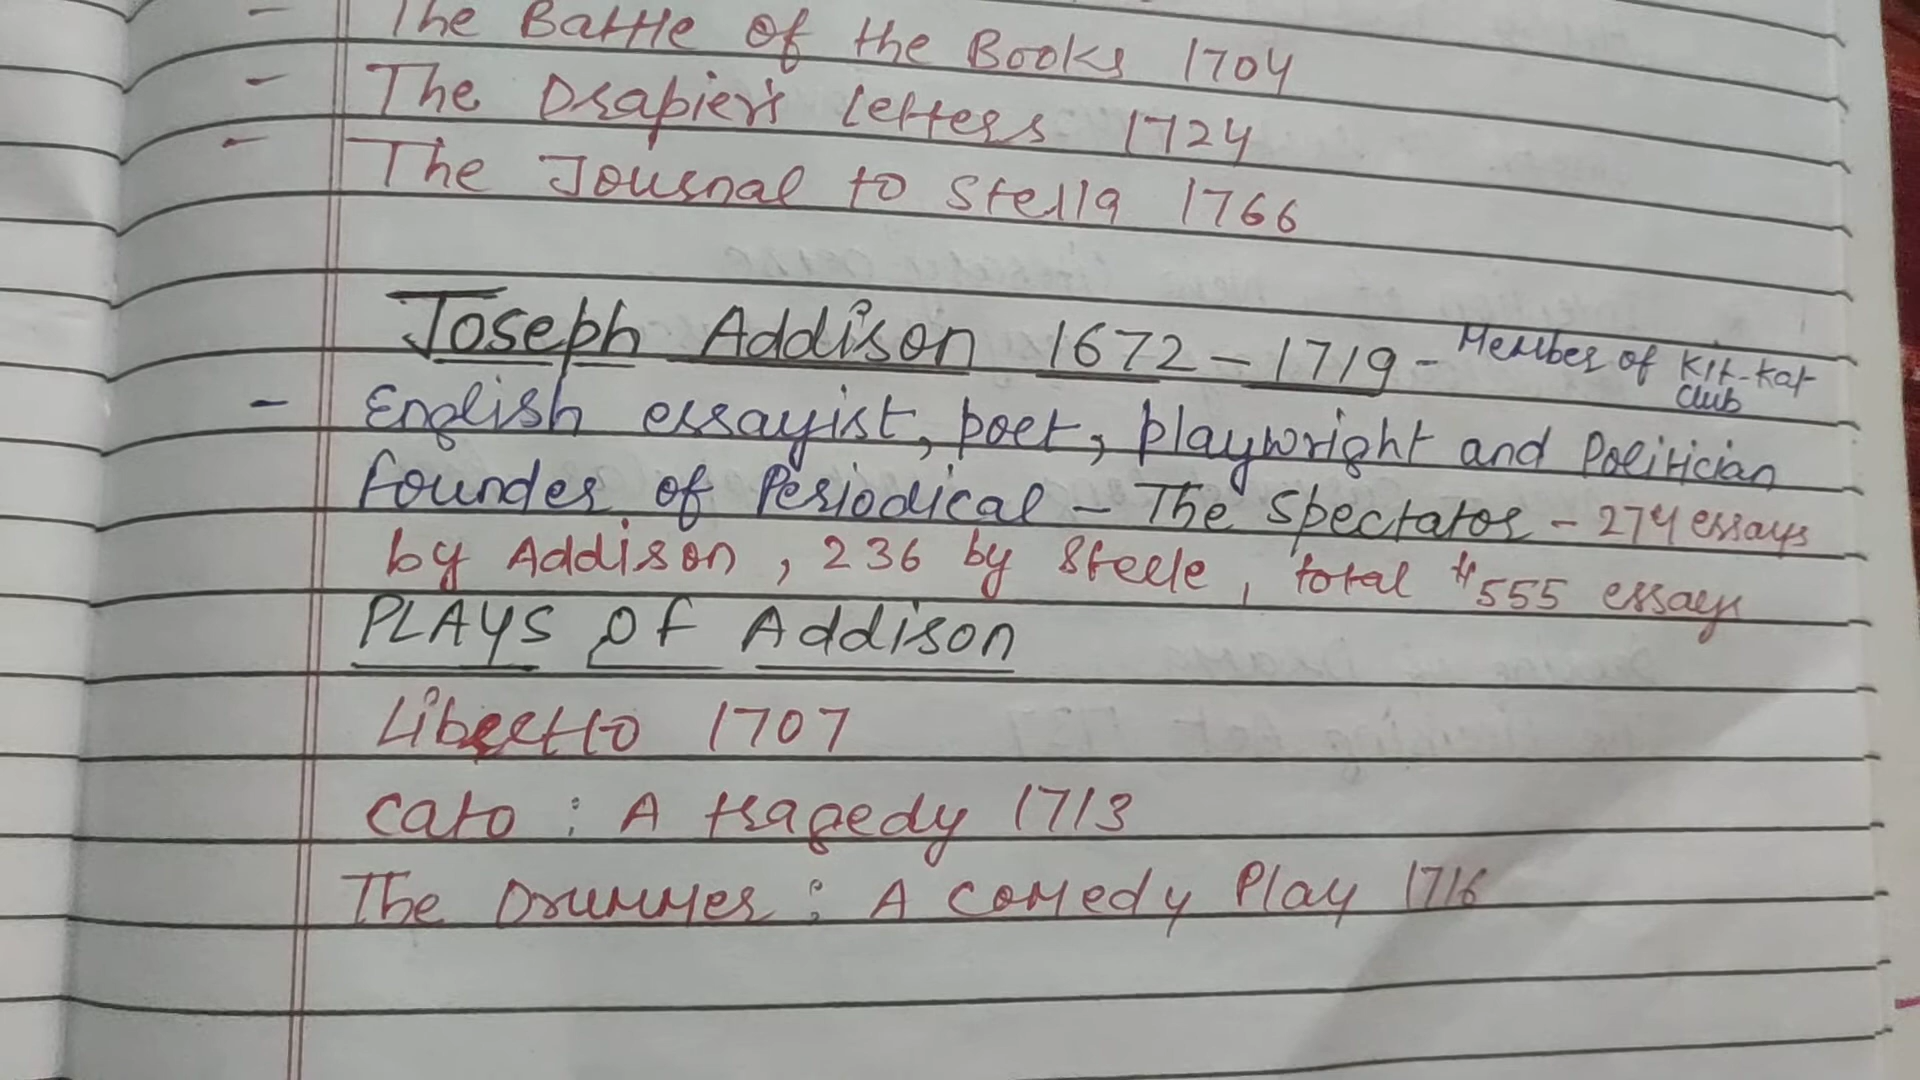 - The Battle of the Books 1704
- The Drapier's Letters 1724
- The Journal to Stella 1766
Joseph Addison 1672 - 1719 - Member of Kit-Kat Club
- English essayist, poet, playwright and Politician
founder of Periodical - The Spectator - 274 essays
by Addison, 236 by Steele, total 555 essays
PLAYS OF Addison
Libretto 1707
Cato : A tragedy 1713
The Drummer : A Comedy Play 1716